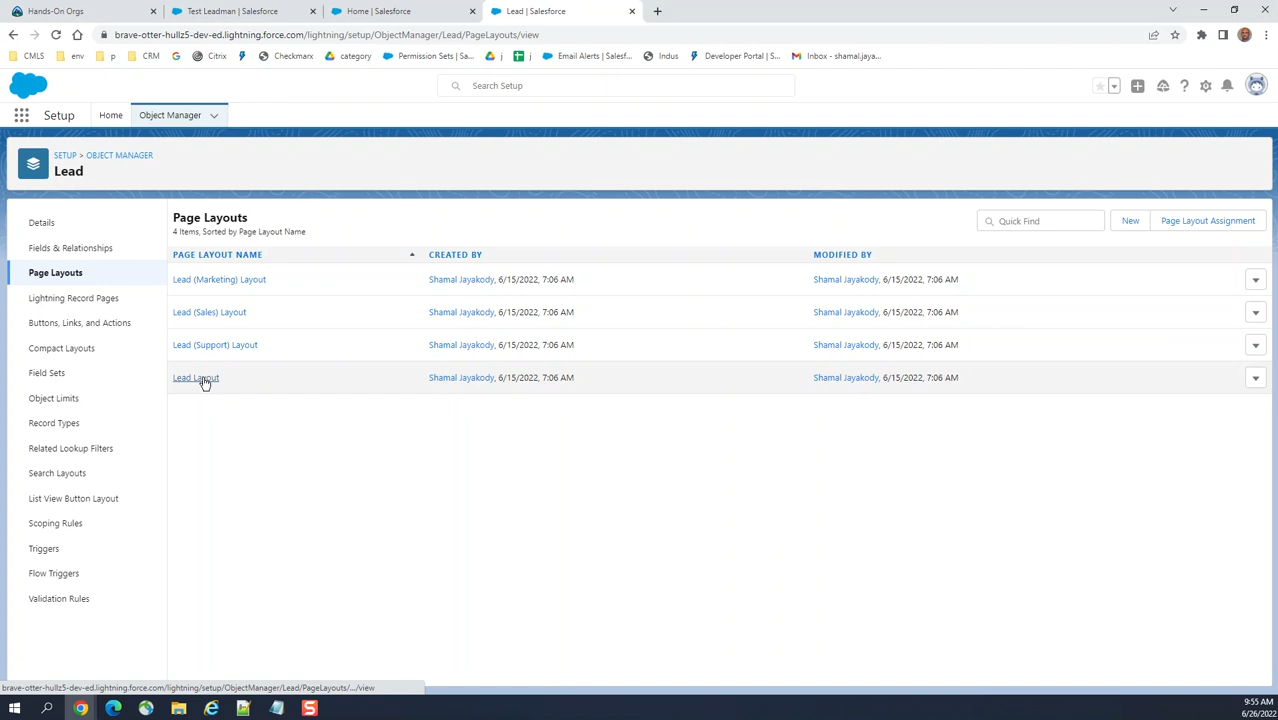 Hands-On Orgs
Test Leadman | Salesforce
Home | Salesforce
Lead | Salesforce
brave-otter-hullz5-dev-ed.lightning.force.com/lightning/setup/ObjectManager/Lead/PageLayouts/view
CMLS
env
p
CRM
Citrix
Checkmarx
category
Permission Sets | Sa...
j
j
Email Alerts | Salesf...
Indus
Developer Portal | S...
Inbox - shamal.jaya...
Search Setup
Setup
Home
Object Manager
SETUP > OBJECT MANAGER
Lead
Details
Fields & Relationships
Page Layouts
Lightning Record Pages
Buttons, Links, and Actions
Compact Layouts
Field Sets
Object Limits
Record Types
Related Lookup Filters
Search Layouts
List View Button Layout
Scoping Rules
Triggers
Flow Triggers
Validation Rules
Page Layouts
4 Items, Sorted by Page Layout Name
Quick Find
New
Page Layout Assignment
PAGE LAYOUT NAME CREATED BY MODIFIED BY
Lead (Marketing) Layout Shamal Jayakody, 6/15/2022, 7:06 AM Shamal Jayakody, 6/15/2022, 7:06 AM
Lead (Sales) Layout Shamal Jayakody, 6/15/2022, 7:06 AM Shamal Jayakody, 6/15/2022, 7:06 AM
Lead (Support) Layout Shamal Jayakody, 6/15/2022, 7:06 AM Shamal Jayakody, 6/15/2022, 7:06 AM
Lead Layout Shamal Jayakody, 6/15/2022, 7:06 AM Shamal Jayakody, 6/15/2022, 7:06 AM
brave-otter-hullz5-dev-ed.lightning.force.com/lightning/setup/ObjectManager/Lead/PageLayouts/.../view
9:55 AM
6/26/2022